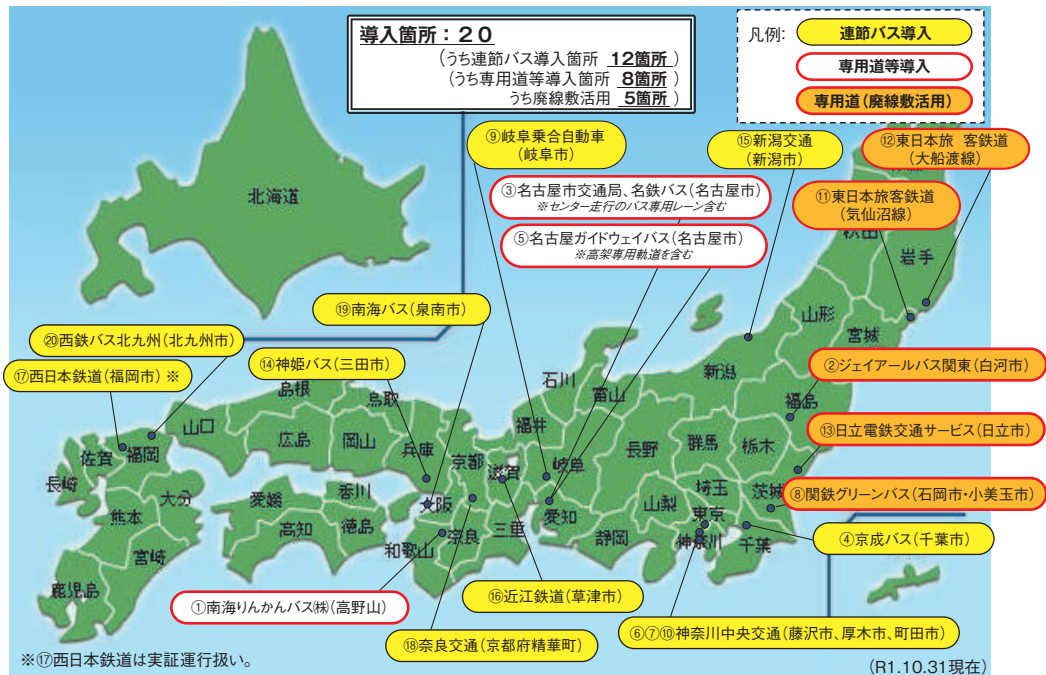 導入箇所：20
(うち連節バス導入箇所 12箇所 )
(うち専用道等導入箇所 8箇所 )
うち廃線敷活用 5箇所 )
凡例:
連節バス導入
専用道等導入
専用道(廃線敷活用)
⑨岐阜乗合自動車
(岐阜市)
⑮新潟交通
(新潟市)
⑫東日本旅 客鉄道
(大船渡線)
③名古屋市交通局、名鉄バス(名古屋市)
※センター走行のバス専用レーン含む
⑪東日本旅客鉄道
(気仙沼線)
⑤名古屋ガイドウェイバス(名古屋市)
※高架専用軌道を含む
⑲南海バス(泉南市)
⑳西鉄バス北九州(北九州市)
⑭神姫バス(三田市)
⑰西日本鉄道(福岡市) ※
②ジェイアールバス関東(白河市)
⑬日立電鉄交通サービス(日立市)
⑧関鉄グリーンバス(石岡市・小美玉市)
④京成バス(千葉市)
①南海りんかんバス㈱(高野山)
⑯近江鉄道(草津市)
⑱奈良交通(京都府精華町)
⑥⑦⑩神奈川中央交通(藤沢市、厚木市、町田市)
北海道
秋田
岩手
山形
宮城
新潟
福島
石川
富山
福井
岐阜
長野
群馬
栃木
茨城
埼玉
東京
山梨
神奈川
千葉
静岡
愛知
三重
滋賀
京都
大阪
奈良
和歌山
兵庫
鳥取
島根
岡山
広島
山口
香川
徳島
愛媛
高知
福岡
佐賀
長崎
大分
熊本
宮崎
鹿児島
※⑰西日本鉄道は実証運行扱い。
(R1.10.31現在)